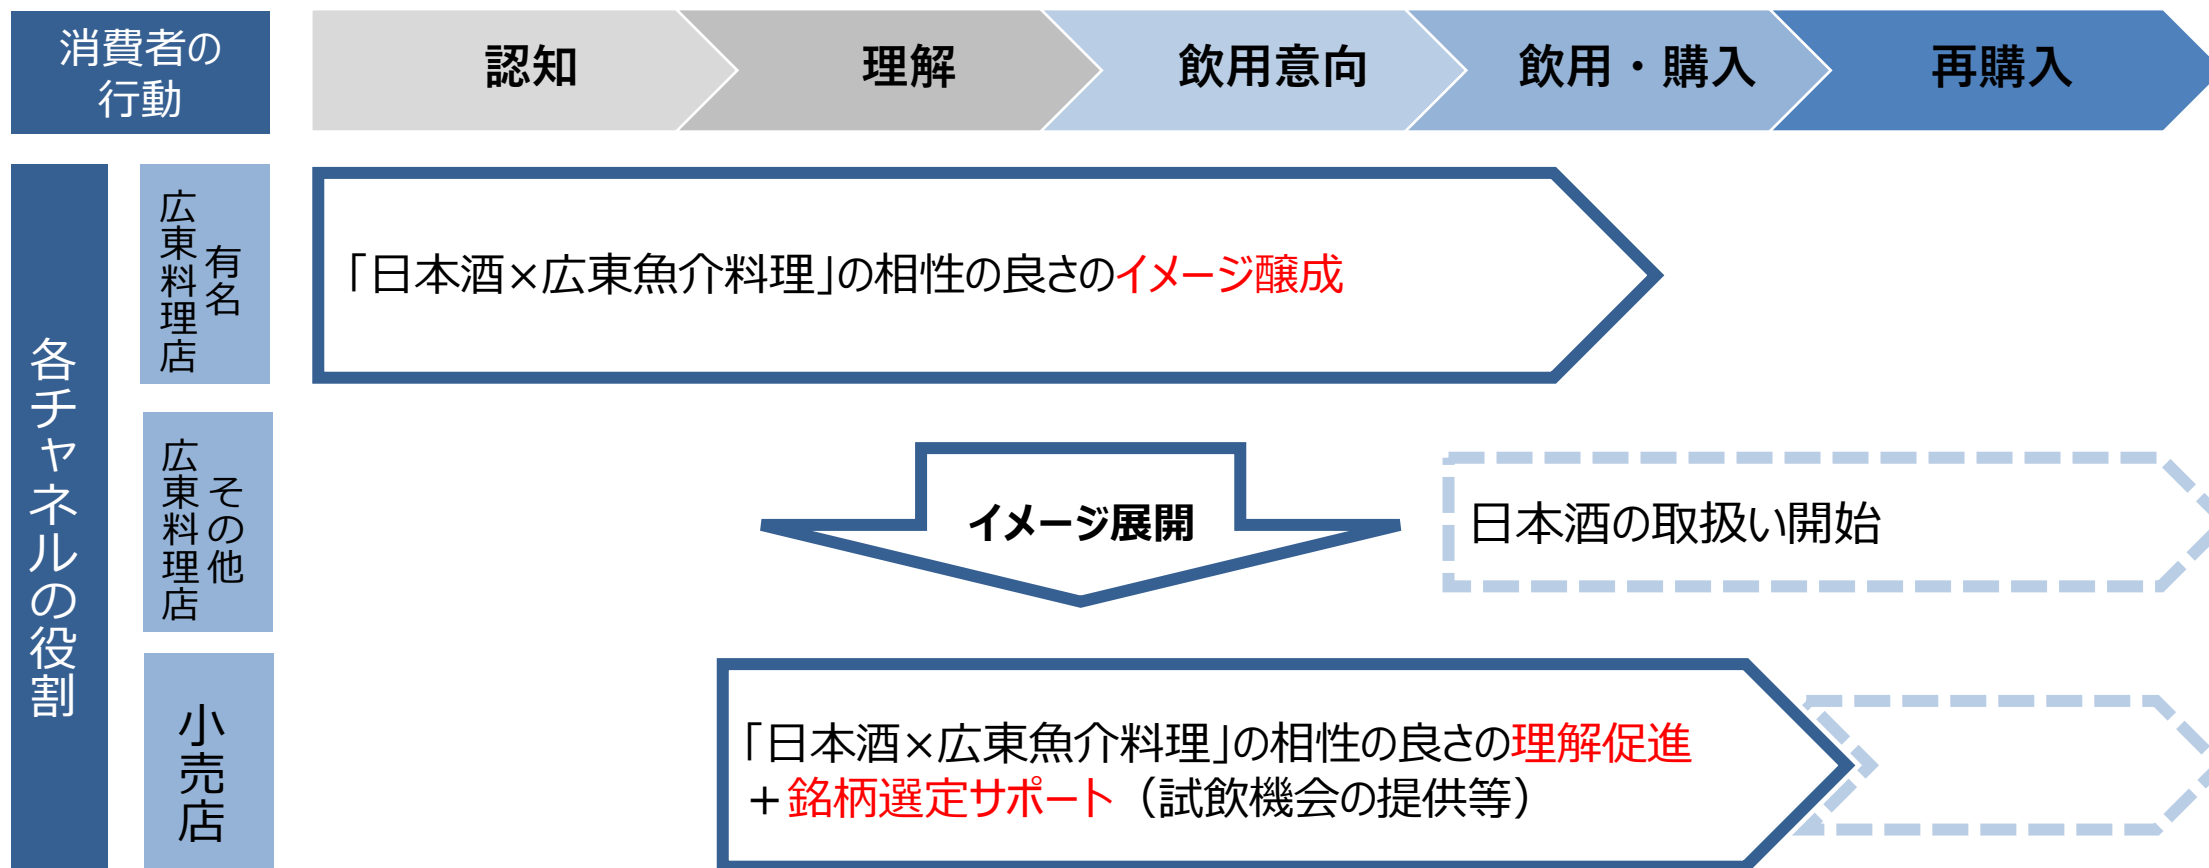 消費者の
行動
認知
理解
飲用意向
飲用・購入
再購入
各チャネルの役割
有名
広東料理店
「日本酒×広東魚介料理」の相性の良さのイメージ醸成
その他
広東料理店
イメージ展開
日本酒の取扱い開始
小売店
「日本酒×広東魚介料理」の相性の良さの理解促進
＋銘柄選定サポート（試飲機会の提供等）